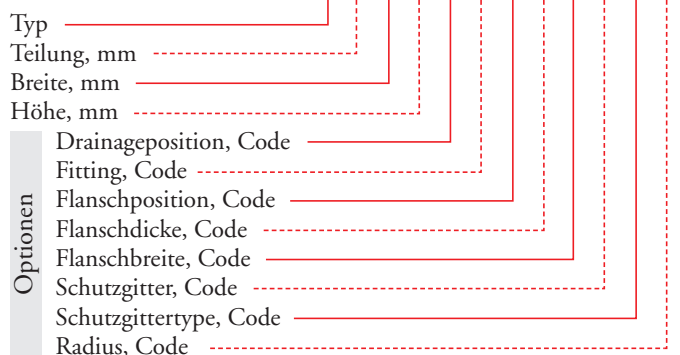 Typ
Teilung, mm
Breite, mm
Höhe, mm
Optionen
Drainageposition, Code
Fitting, Code
Flanschposition, Code
Flanschdicke, Code
Flanschbreite, Code
Schutzgitter, Code
Schutzgittertype, Code
Radius, Code